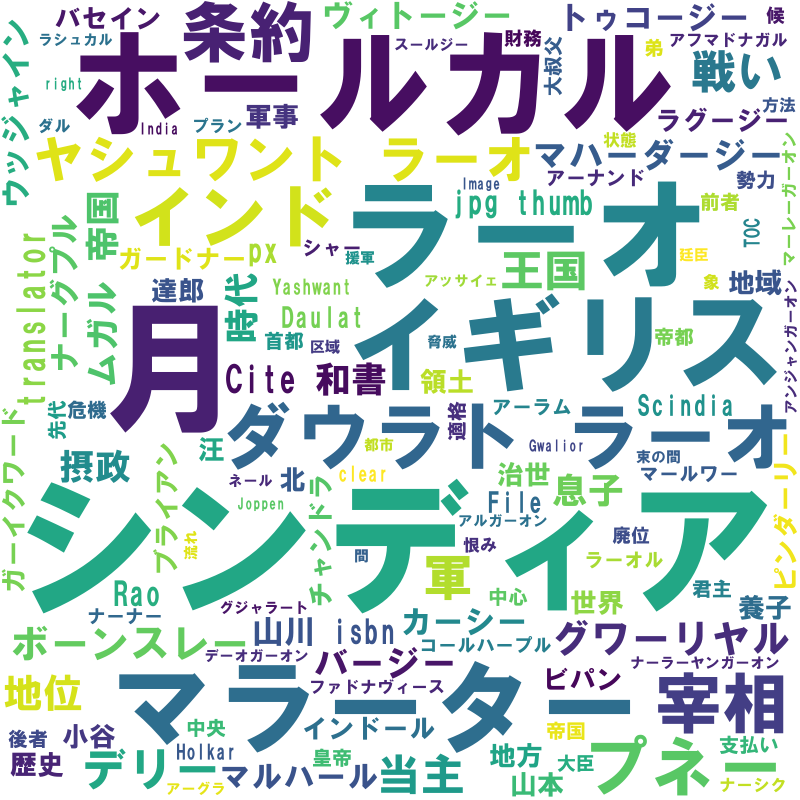 バセイン 条約 ヴィトージー トゥコージー 候
ラシュカル ホールカル スールジー 財務 大叔父 弟 アフマドナガル
right 戦い
ウッジャイン ダル India プラン 軍事 ラグージー 方法
ヤシュワント ラーオ マハーダージー 状態
インド ラーオ Image アーナンド 勢力 マーレーガーオン
帝国 jpg thumb 前者
ガードナー px シャー 援軍 王国 廷臣 TOC
translator ナーグプル ムガル 達郎 時代 Yashwant アッサイェ 象 地域
月 Daulat イギリス 帝都 アンジャンガーオン
首都 区域 脅威
Cite 和書 領土
先代 危機 ダウラト ラーオ アーラム 適格 Scindia
ガーイクワード 摂政 汪 都市 Gwalior 東の間
ブライアン ネール 北 clear 治世 息子 マールワー
シンディア Joppen File ピンダーリー
アルガーオン 廃位
流れ チャンドラ 間 軍 恨み ラーオル
Rao 中心 世界 君主
ナーナー グジャラート 養子
山川 isbn カーシー
ボーンスレー コールハープル グワーリヤル
デーオガーオン バージー ビパン ナーラーヤンガーオン
地位 マラーター ファドナヴィース 宰相
後者 小谷 中央 インドール 帝国
歴史 デリー Holkar 皇帝 当主 地方 大臣 プネー 支払い
アーグラ マルハール 山本 ナーシク